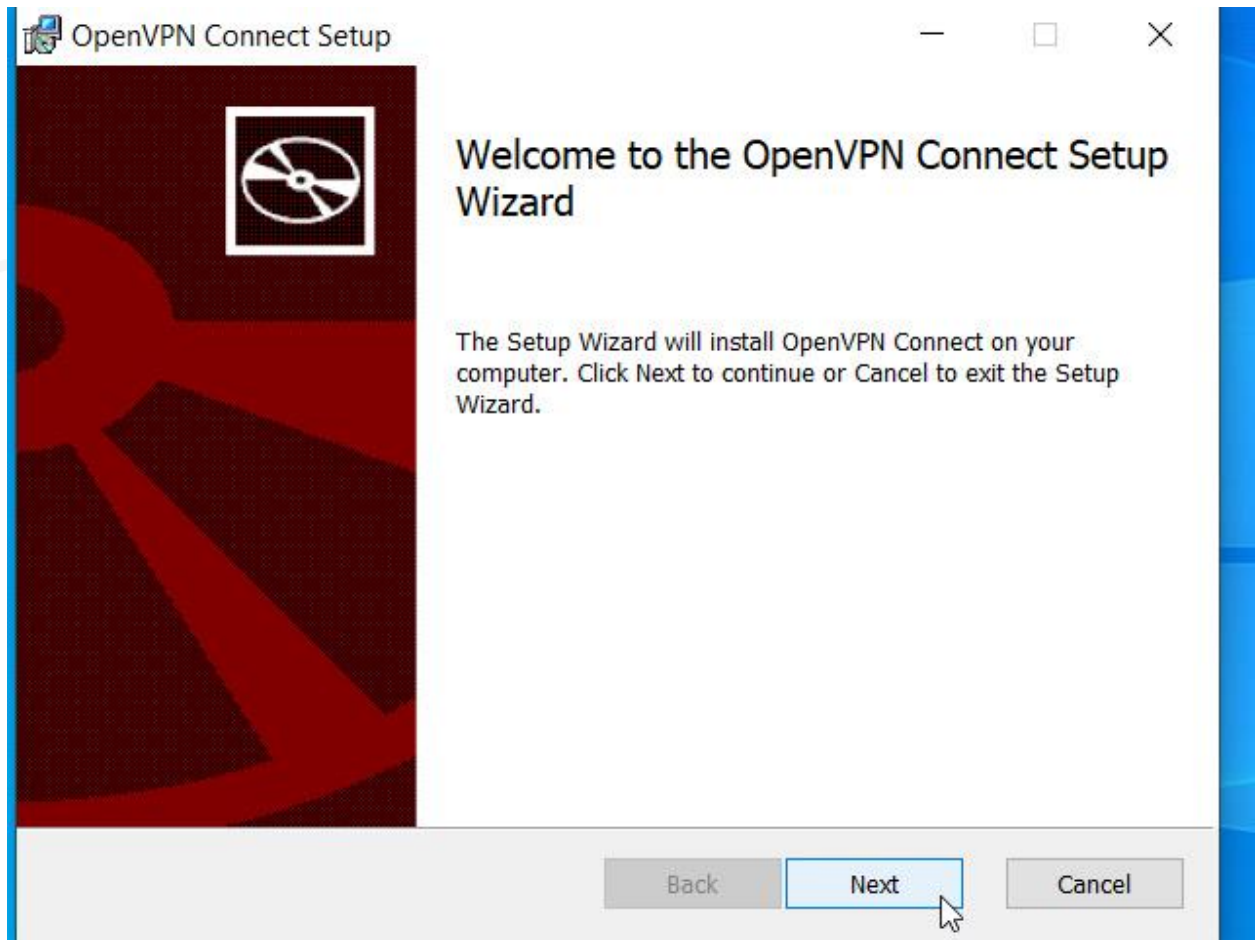 OpenVPN Connect Setup
Welcome to the OpenVPN Connect Setup
Wizard
The Setup Wizard will install OpenVPN Connect on your
computer. Click Next to continue or Cancel to exit the Setup
Wizard.
Back Next Cancel